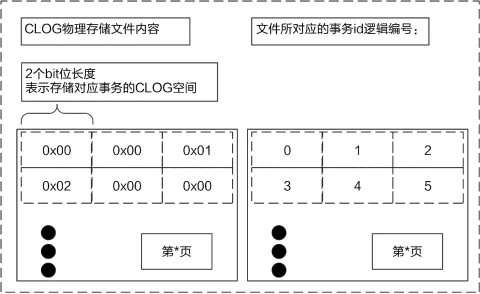 CLOG物理存储文件内容
文件所对应的事务id逻辑编号；
2个bit位长度
表示存储对应事务的CLOG空间
0x00 0x00 0x01
0x02 0x00 0x00
第*页
0 1 2
3 4 5
第*页